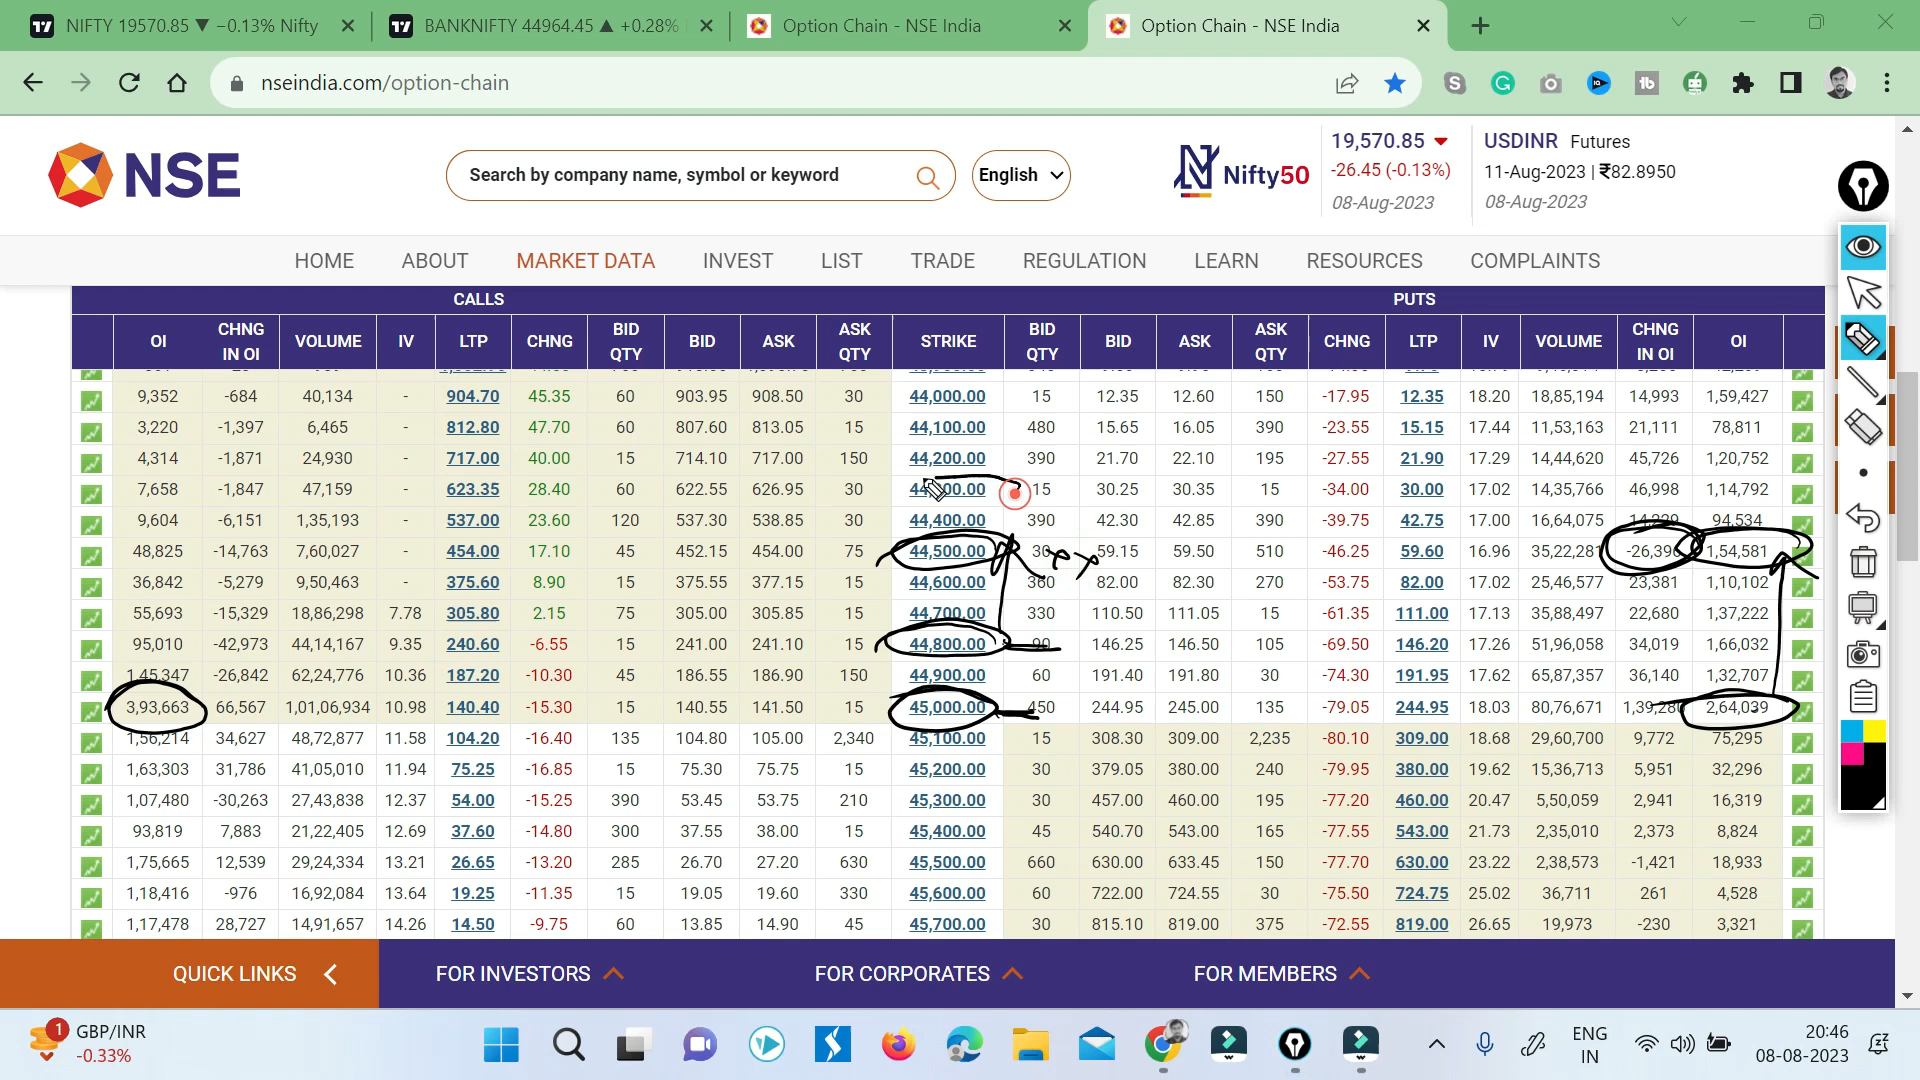 NIFTY 19570.85 ▼ −0.13% Nifty
BANKNIFTY 44964.45 ▲ +0.28%
Option Chain - NSE India
Option Chain - NSE India
nseindia.com/option-chain
NSE
Search by company name, symbol or keyword
English
Nifty50
19,570.85
-26.45 (-0.13%)
08-Aug-2023
USDINR Futures
11-Aug-2023 | ₹82.8950
08-Aug-2023
HOME ABOUT MARKET DATA INVEST LIST TRADE REGULATION LEARN RESOURCES COMPLAINTS
CALLS PUTS
OI CHNG IN OI VOLUME IV LTP CHNG BID QTY BID ASK ASK QTY STRIKE BID QTY BID ASK ASK QTY CHNG LTP IV VOLUME CHNG IN OI OI
9,352 -684 40,134 - 904.70 45.35 60 903.95 908.50 30 44,000.00 15 12.35 12.60 150 -17.95 12.35 18.20 18,85,194 14,993 1,59,427
3,220 -1,397 6,465 - 812.80 47.70 60 807.60 813.05 15 44,100.00 480 15.65 16.05 390 -23.55 15.15 17.44 11,53,163 21,111 78,811
4,314 -1,871 24,930 - 717.00 40.00 15 714.10 717.00 150 44,200.00 390 21.70 22.10 195 -27.55 21.90 17.29 14,44,620 45,726 1,20,752
7,658 -1,847 47,159 - 623.35 28.40 60 622.55 626.95 30 15 30.25 30.35 15 -34.00 30.00 17.02 14,35,766 46,998 1,14,792
9,604 -6,151 1,35,193 - 537.00 23.60 120 537.30 538.85 30 44,400.00 390 42.30 42.85 390 -39.75 42.75 17.00 16,64,075 94,534
48,825 -14,763 7,60,027 - 454.00 17.10 45 452.15 454.00 75 44,500.00 59.15 59.50 510 -46.25 59.60 16.96 1,54,581
36,842 -5,279 9,50,463 - 375.60 8.90 15 375.55 377.15 15 44,600.00 360 82.00 82.30 270 -53.75 82.00 17.02 25,46,577 23,381 1,10,102
55,693 -15,329 18,86,298 7.78 305.80 2.15 75 305.00 305.85 15 44,700.00 330 110.50 111.05 15 -61.35 111.00 17.13 35,88,497 22,680 1,37,222
95,010 -42,973 44,14,167 9.35 240.60 -6.55 15 241.00 241.10 15 44,800.00 90 146.25 146.50 105 -69.50 146.20 17.26 51,96,058 34,019 1,66,032
1,45,347 -26,842 62,24,776 10.36 187.20 -10.30 45 186.55 186.90 150 44,900.00 60 191.40 191.80 30 -74.30 191.95 17.62 65,87,357 36,140 1,32,707
3,93,663 66,567 1,01,06,934 10.98 140.40 -15.30 15 140.55 141.50 15 45,000.00 450 244.95 245.00 135 -79.05 244.95 18.03 80,76,671 2,64,039
1,56,214 34,627 48,72,877 11.58 104.20 -16.40 135 104.80 105.00 2,340 45,100.00 15 308.30 309.00 2,235 -80.10 309.00 18.68 29,60,700 9,772 75,295
1,63,303 31,786 41,05,010 11.94 75.25 -16.85 15 75.30 75.75 15 45,200.00 30 379.05 380.00 240 -79.95 380.00 19.62 15,36,713 5,951 32,296
1,07,480 -30,263 27,43,838 12.37 54.00 -15.25 390 53.45 53.75 210 45,300.00 30 457.00 460.00 195 -77.20 460.00 20.47 5,50,059 2,941 16,319
93,819 7,883 21,22,405 12.69 37.60 -14.80 300 37.55 38.00 15 45,400.00 45 540.70 543.00 165 -77.55 543.00 21.73 2,35,010 2,373 8,824
1,75,665 12,539 29,24,334 13.21 26.65 -13.20 285 26.70 27.20 630 45,500.00 660 630.00 633.45 150 -77.70 630.00 23.22 2,38,573 -1,421 18,933
1,18,416 -976 16,92,084 13.64 19.25 -11.35 15 19.05 19.60 330 45,600.00 60 722.00 724.55 30 -75.50 724.75 25.02 36,711 261 4,528
1,17,478 28,727 14,91,657 14.26 14.50 -9.75 60 13.85 14.90 45 45,700.00 30 815.10 819.00 375 -72.55 819.00 26.65 19,973 -230 3,321
QUICK LINKS FOR INVESTORS FOR CORPORATES FOR MEMBERS
1 GBP/INR
-0.33%
ENG
IN
20:46
08-08-2023